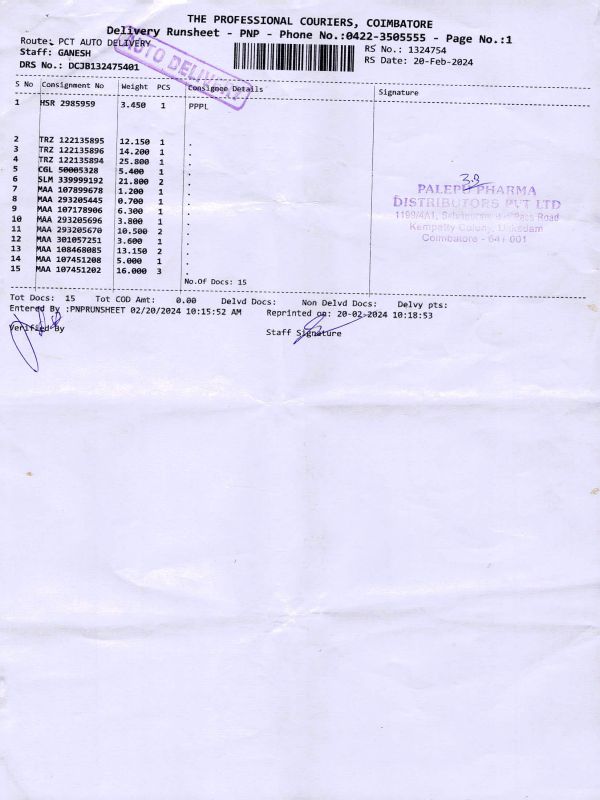 THE PROFESSIONAL COURIERS, COIMBATORE
Delivery Runsheet - PNP - Phone No.:0422-3505555 - Page No.:1
Route: PCT AUTO DELIVERY
Staff: GANESH
DRS No.: DCJB132475401
RS No.: 1324754
RS Date: 20-Feb-2024
AUTO DELIVERY
S No Consignment No Weight PCS Consignee Details Signature
1 HSR 2985959 3.450 1 PPPL
2 TRZ 122135895 12.150 1 .
3 TRZ 122135896 14.200 1 .
4 TRZ 122135894 25.800 1 .
5 CGL 50005328 5.400 1 .
6 SLM 339999192 21.800 2 .
7 MAA 107899678 1.200 1 .
8 MAA 293205445 0.700 1 .
9 MAA 107178906 6.300 1 .
10 MAA 293205696 3.800 1 .
11 MAA 293205670 10.500 2 .
12 MAA 301057251 3.600 1 .
13 MAA 108468085 13.150 2 .
14 MAA 107451208 5.000 1 .
15 MAA 107451202 16.000 3 .
PALEPU PHARMA
DISTRIBUTORS PVT LTD
1199/4A1, Pass Road
Kempatty Colony, Ukkadam
Coimbatore - 641 001
No.Of Docs: 15
Tot Docs: 15 Tot COD Amt: 0.00 Delvd Docs: Non Delvd Docs: Delvy pts:
Entered By :PNPRUNSHEET 02/20/2024 10:15:52 AM Reprinted on: 20-02-2024 10:18:53
Verified By Staff Signature